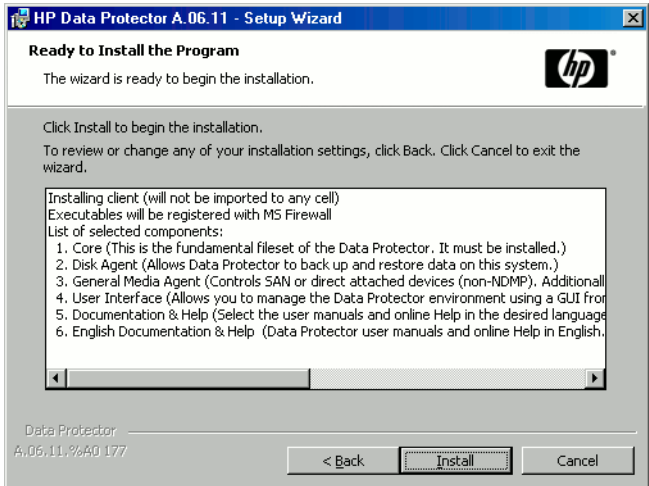 HP Data Protector A.06.11 - Setup Wizard
Ready to Install the Program
The wizard is ready to begin the installation.
hp
Click Install to begin the installation.
To review or change any of your installation settings, click Back. Click Cancel to exit the
wizard.
Installing client (will not be imported to any cell)
Executables will be registered with MS Firewall
List of selected components:
1. Core (This is the fundamental fileset of the Data Protector. It must be installed.)
2. Disk Agent (Allows Data Protector to back up and restore data on this system.)
3. General Media Agent (Controls SAN or direct attached devices (non-NDMP). Additionall
4. User Interface (Allows you to manage the Data Protector environment using a GUI fror
5. Documentation & Help (Select the user manuals and online Help in the desired language
6. English Documentation & Help (Data Protector user manuals and online Help in English.
Data Protector
A.06.11.%A0 177
< Back
Install
Cancel